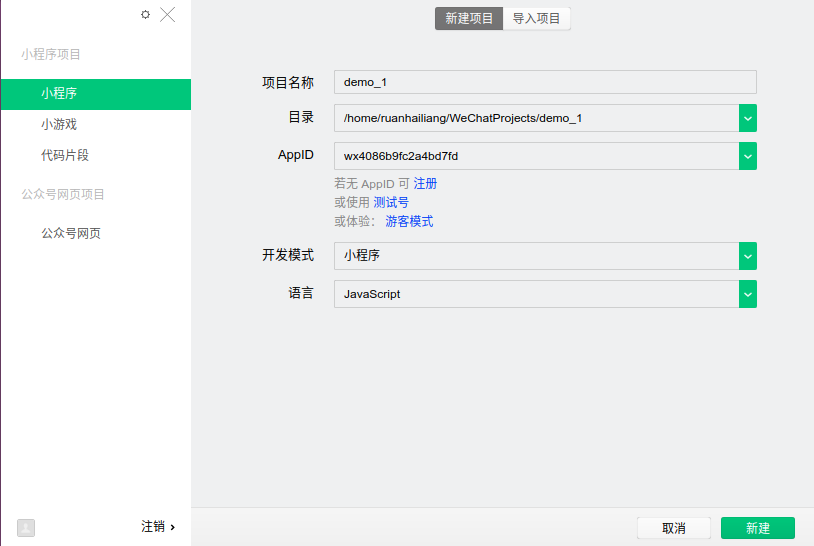 小程序项目
小程序
小游戏
代码片段
公众号网页项目
公众号网页
注销
新建项目 导入项目
项目名称 demo_1
目录 /home/ruanhailiang/WeChatProjects/demo_1
AppID wx4086b9fc2a4bd7fd
若无 AppID 可 注册
或使用 测试号
或体验： 游客模式
开发模式 小程序
语言 JavaScript
取消 新建